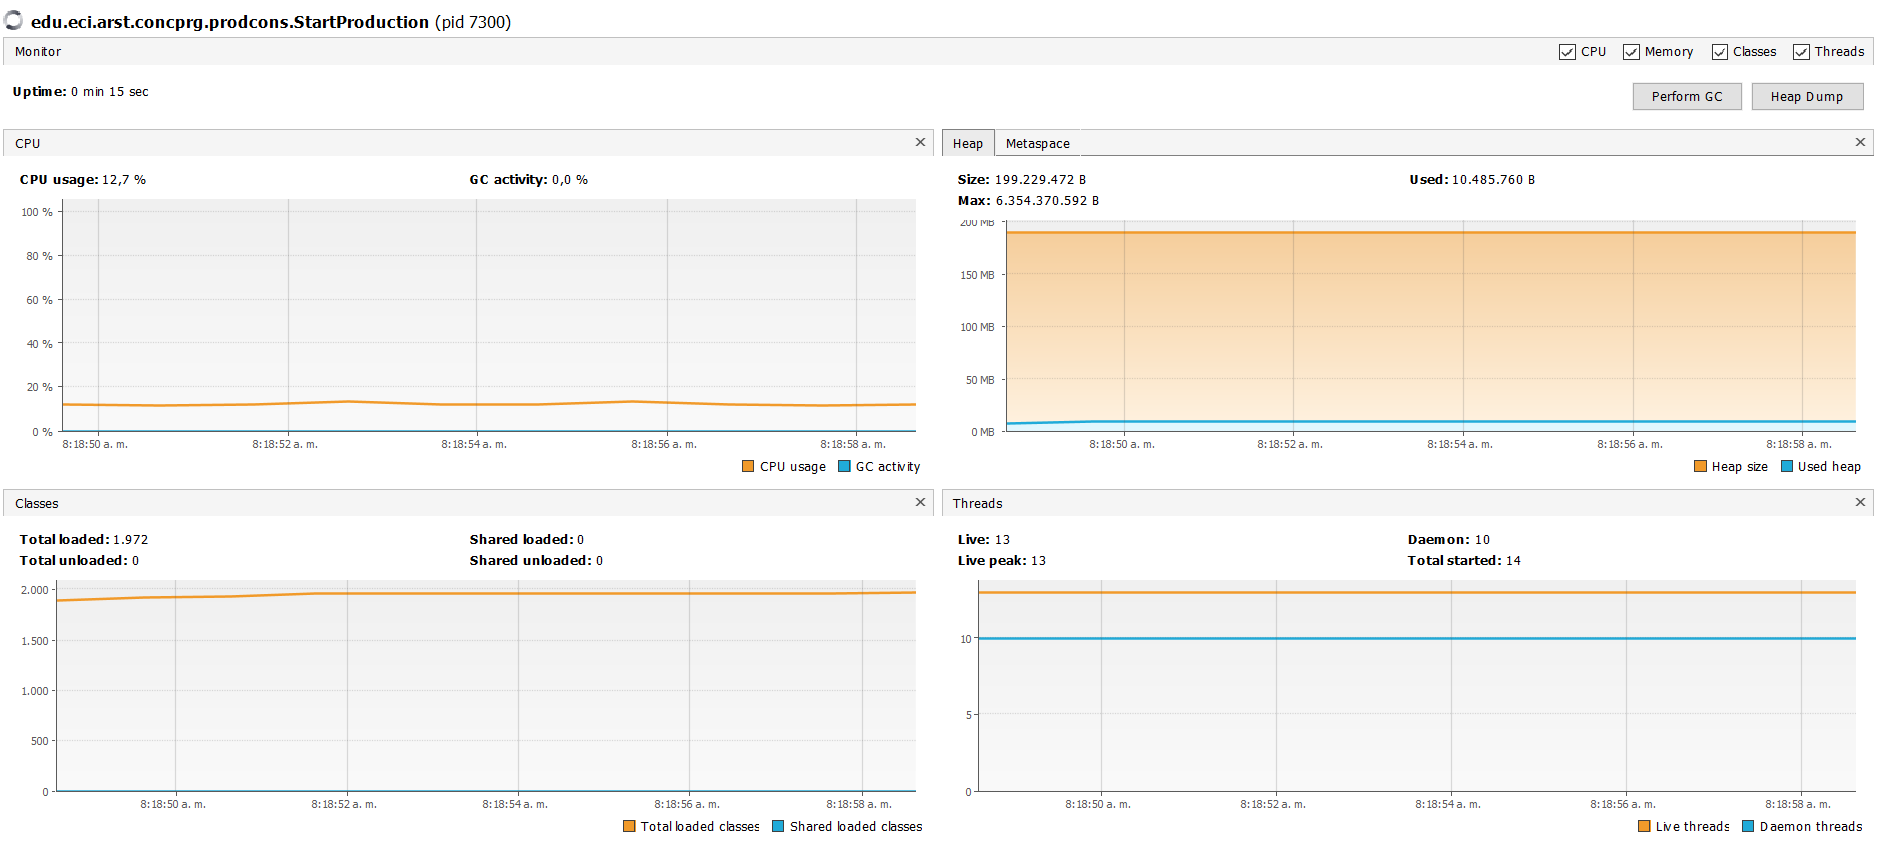 edu.eci.arst.concprg.prodcons.StartProduction (pid 7300)
Monitor
CPU Memory Classes Threads
Uptime: 0 min 15 sec
Perform GC Heap Dump
CPU
CPU usage: 12,7 % GC activity: 0,0 %
100 %
80 %
60 %
40 %
20 %
0 %
8:18:50 a. m. 8:18:52 a. m. 8:18:54 a. m. 8:18:56 a. m. 8:18:58 a. m.
CPU usage GC activity
Heap Metaspace
Size: 199.229.472 B Used: 10.485.760 B
Max: 6.354.370.592 B
200 MB
150 MB
100 MB
50 MB
0 MB
8:18:50 a. m. 8:18:52 a. m. 8:18:54 a. m. 8:18:56 a. m. 8:18:58 a. m.
Heap size Used heap
Classes
Total loaded: 1.972 Shared loaded: 0
Total unloaded: 0 Shared unloaded: 0
2.000
1.500
1.000
500
0
8:18:50 a. m. 8:18:52 a. m. 8:18:54 a. m. 8:18:56 a. m. 8:18:58 a. m.
Total loaded classes Shared loaded classes
Threads
Live: 13 Daemon: 10
Live peak: 13 Total started: 14
10
5
0
8:18:50 a. m. 8:18:52 a. m. 8:18:54 a. m. 8:18:56 a. m. 8:18:58 a. m.
Live threads Daemon threads